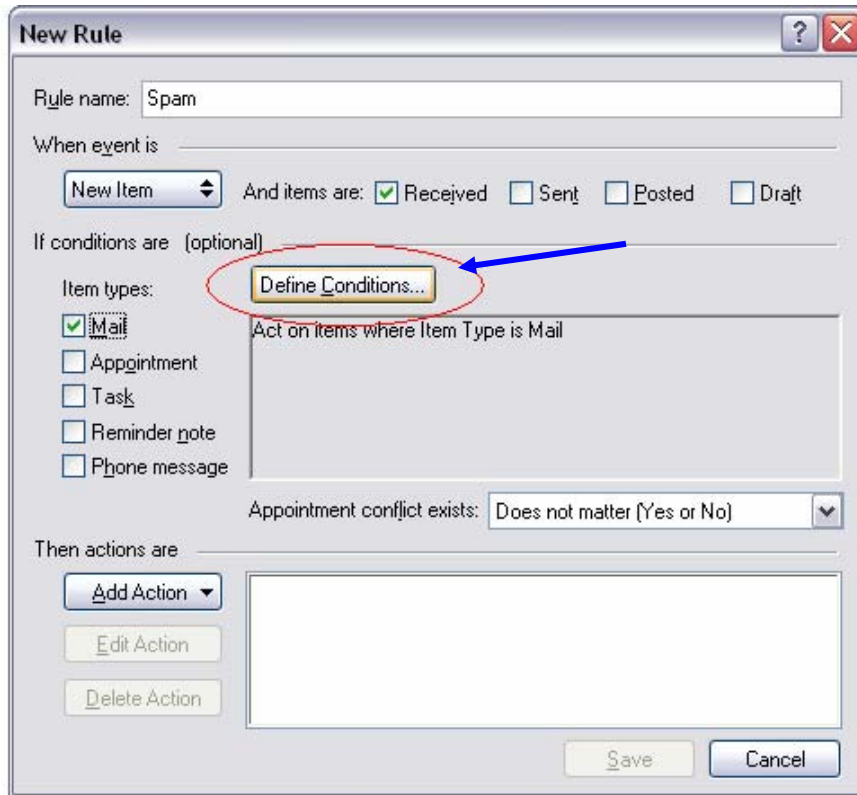 New Rule
Rule name: Spam
When event is
New Item And items are: Received Sent Posted Draft
If conditions are (optional)
Item types: Define Conditions...
Mail
Act on items where Item Type is Mail
Appointment
Task
Reminder note
Phone message
Appointment conflict exists: Does not matter (Yes or No)
Then actions are
Add Action
Edit Action
Delete Action
Save Cancel